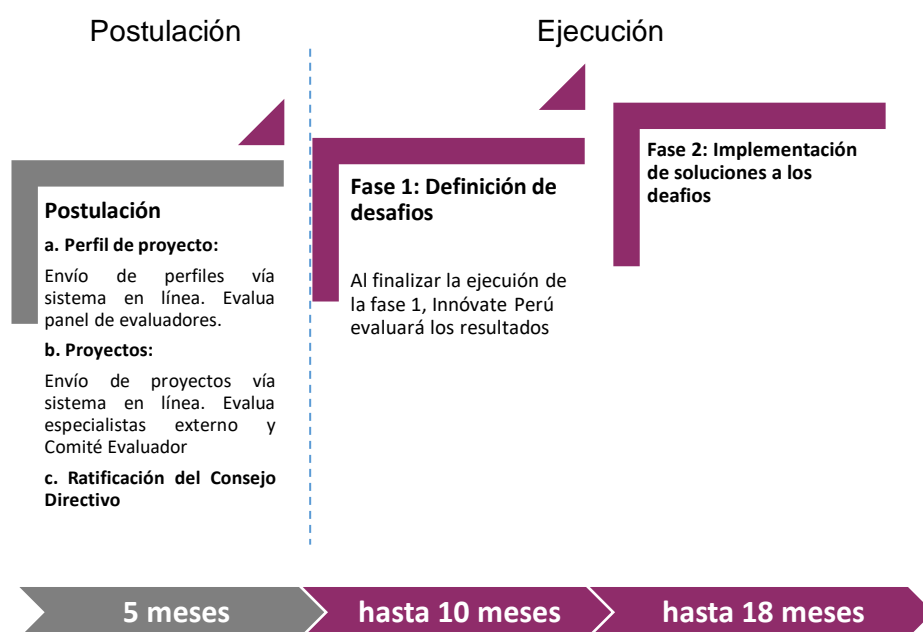 Postulación
Ejecución
Postulación
a. Perfil de proyecto:
Envío de perfiles vía
sistema en línea. Evalua
panel de evaluadores.
b. Proyectos:
Envío de proyectos vía
sistema en línea. Evalua
especialistas externo y
Comité Evaluador
c. Ratificación del Consejo
Directivo
Fase 1: Definición de
desafios
Al finalizar la ejecución de
la fase 1, Innóvate Perú
evaluará los resultados
Fase 2: Implementación
de soluciones a los
deafios
5 meses
hasta 10 meses
hasta 18 meses